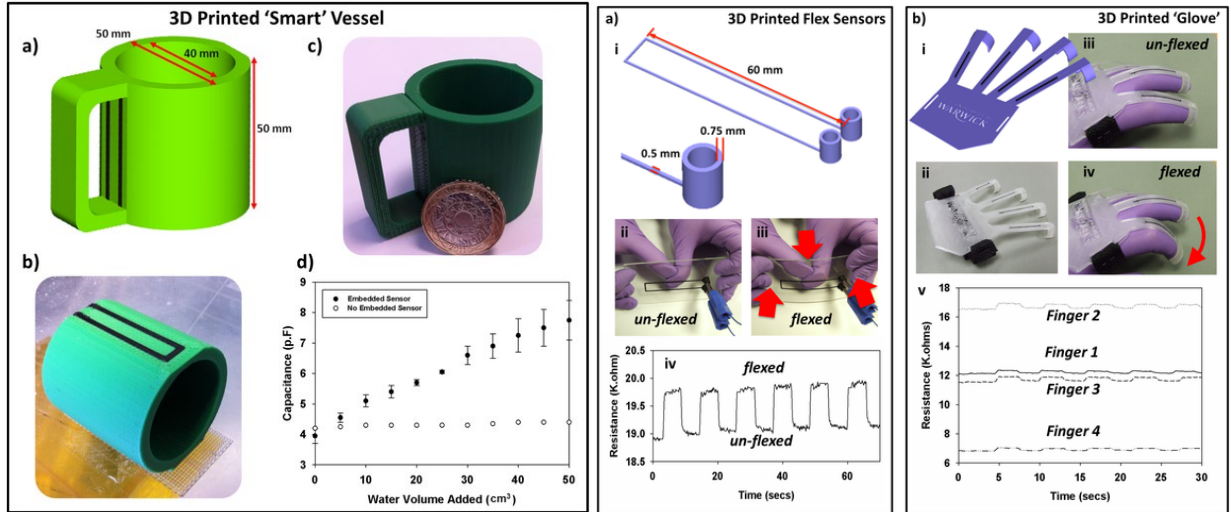 3D Printed ‘Smart’ Vessel
a)
50 mm
40 mm
50 mm
c)
b)
d)
Capacitance (p.F)
9
8
7
6
5
4
3
Embedded Sensor
No Embedded Sensor
0 10 20 30 40 50
Water Volume Added (cm³)
a)
3D Printed Flex Sensors
i
60 mm
0.75 mm
0.5 mm
ii
un-flexed
iii
flexed
iv
Resistance (K.ohm)
20.5
20.0
19.5
19.0
18.5
flexed
un-flexed
0 20 40 60
Time (secs)
b)
3D Printed ‘Glove’
i
WARWICK
iii
un-flexed
ii
WARWICK
iv
flexed
v
Resistance (K.ohms)
18
16
14
12
10
8
6
Finger 2
Finger 1
Finger 3
Finger 4
0 5 10 15 20 25 30
Time (secs)